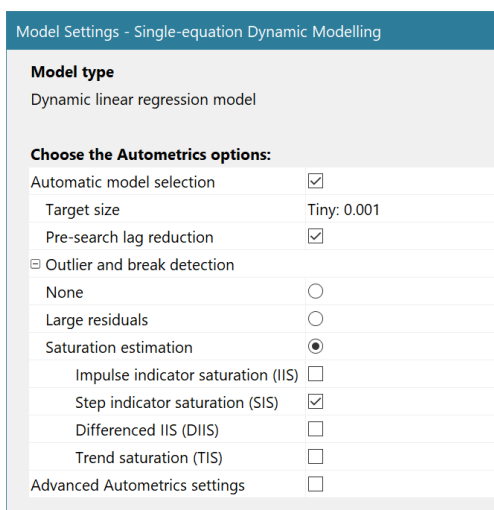 Model Settings - Single-equation Dynamic Modelling
Model type
Dynamic linear regression model
Choose the Autometrics options:
Automatic model selection
Target size Tiny: 0.001
Pre-search lag reduction
Outlier and break detection
None
Large residuals
Saturation estimation
Impulse indicator saturation (IIS)
Step indicator saturation (SIS)
Differenced IIS (DIIS)
Trend saturation (TIS)
Advanced Autometrics settings